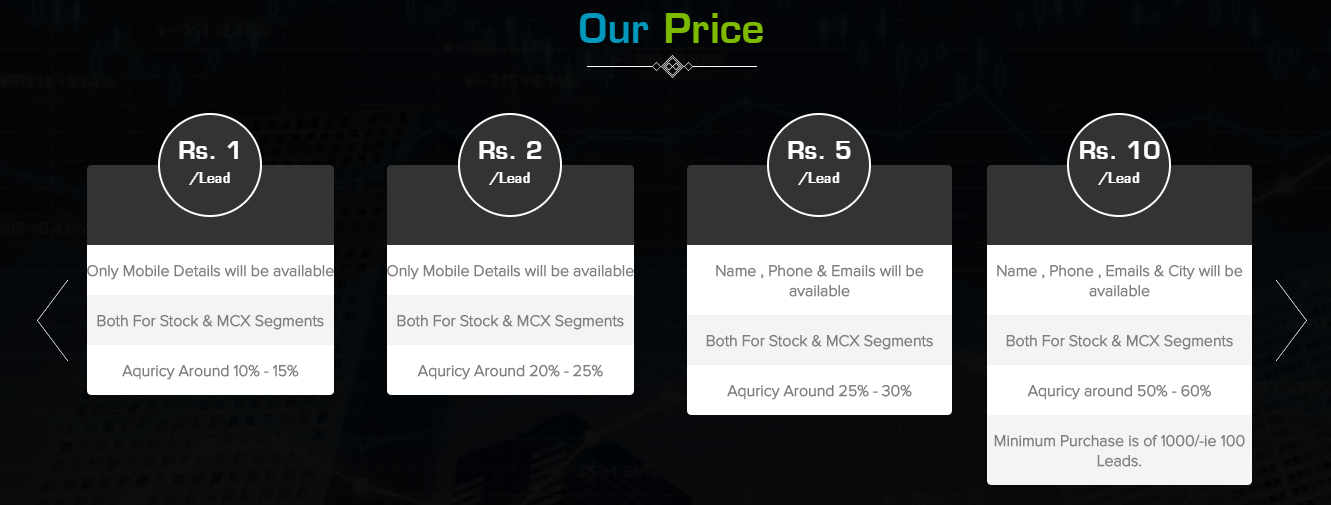 Our Price
Rs. 1
/Lead
Only Mobile Details will be available
Both For Stock & MCX Segments
Aquricy Around 10% - 15%
Rs. 2
/Lead
Only Mobile Details will be available
Both For Stock & MCX Segments
Aquricy Around 20% - 25%
Rs. 5
/Lead
Name , Phone & Emails will be
available
Both For Stock & MCX Segments
Aquricy Around 25% - 30%
Rs. 10
/Lead
Name , Phone , Emails & City will be
available
Both For Stock & MCX Segments
Aquricy around 50% - 60%
Minimum Purchase is of 1000/-ie 100
Leads.